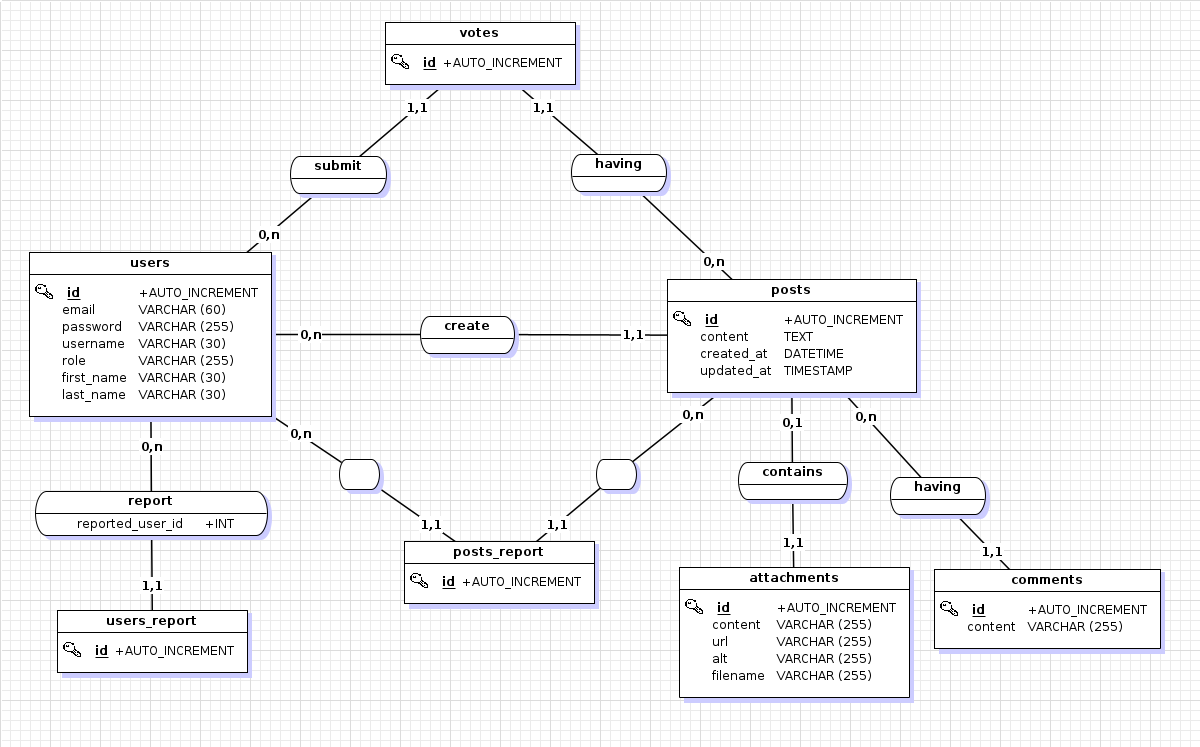 votes
id +AUTO_INCREMENT
1,1
1,1
submit
having
0,n
0,n
users
id +AUTO_INCREMENT
email VARCHAR (60)
password VARCHAR (255)
username VARCHAR (30)
role VARCHAR (255)
first_name VARCHAR (30)
last_name VARCHAR (30)
0,n
create
1,1
posts
id +AUTO_INCREMENT
content TEXT
created_at DATETIME
updated_at TIMESTAMP
0,n
0,n
0,n
0,1
0,n
report
reported_user_id +INT
contains
having
1,1
1,1
1,1
1,1
1,1
posts_report
id +AUTO_INCREMENT
users_report
id +AUTO_INCREMENT
attachments
id +AUTO_INCREMENT
content VARCHAR (255)
url VARCHAR (255)
alt VARCHAR (255)
filename VARCHAR (255)
comments
id +AUTO_INCREMENT
content VARCHAR (255)